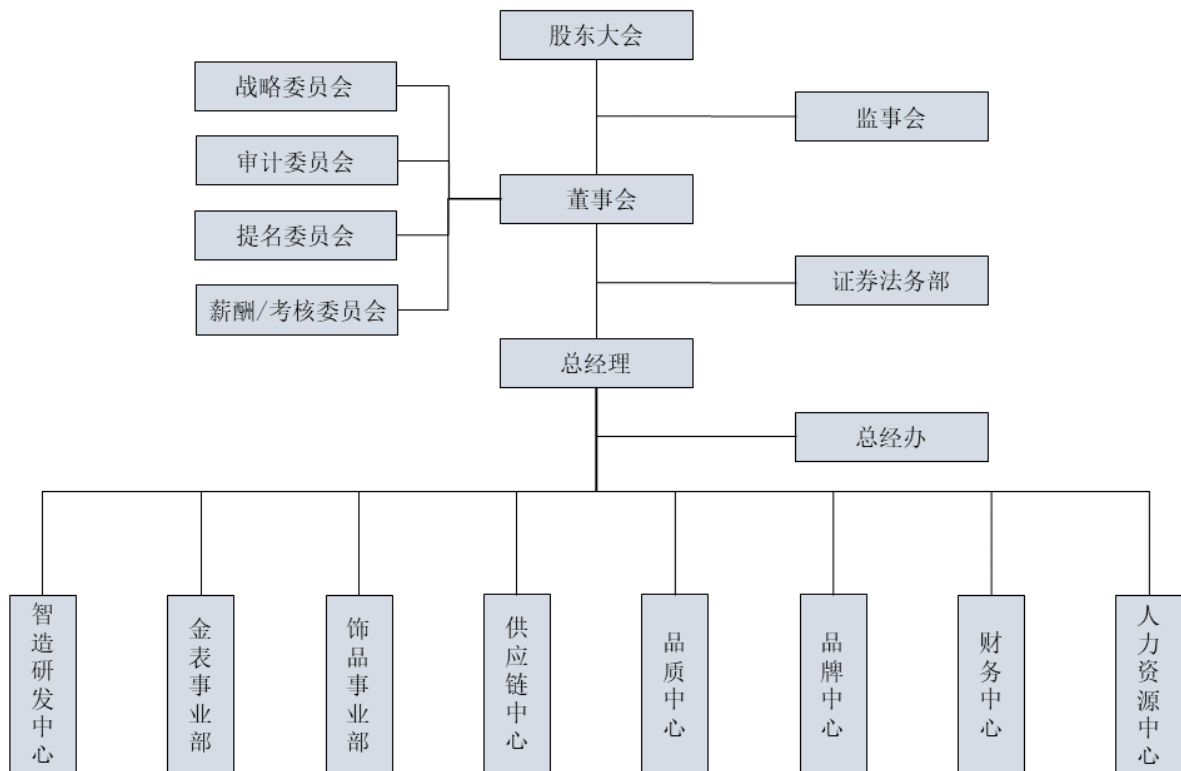 股东大会
战略委员会
监事会
审计委员会
董事会
提名委员会
证券法务部
薪酬/考核委员会
总经理
总经办
智造研发中心
金表事业部
饰品事业部
供应链中心
品质中心
品牌中心
财务中心
人力资源中心